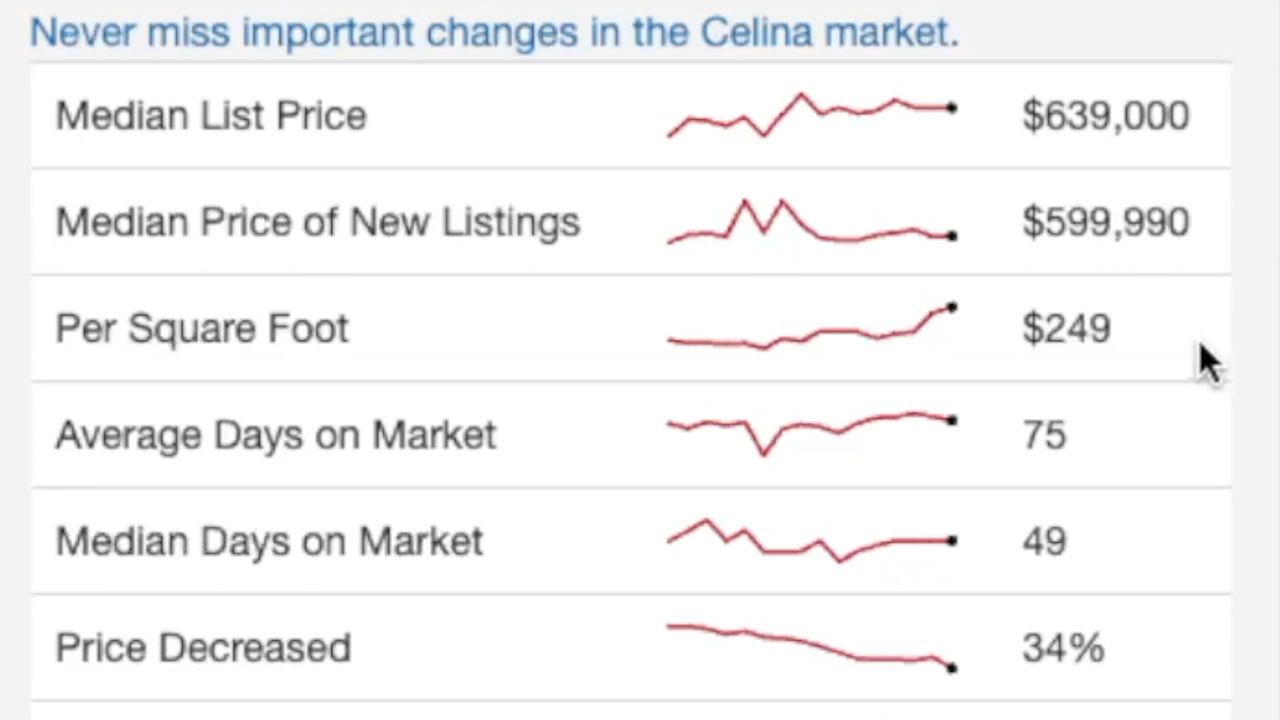 Never miss important changes in the Celina market.
Median List Price $639,000
Median Price of New Listings $599,990
Per Square Foot $249
Average Days on Market 75
Median Days on Market 49
Price Decreased 34%